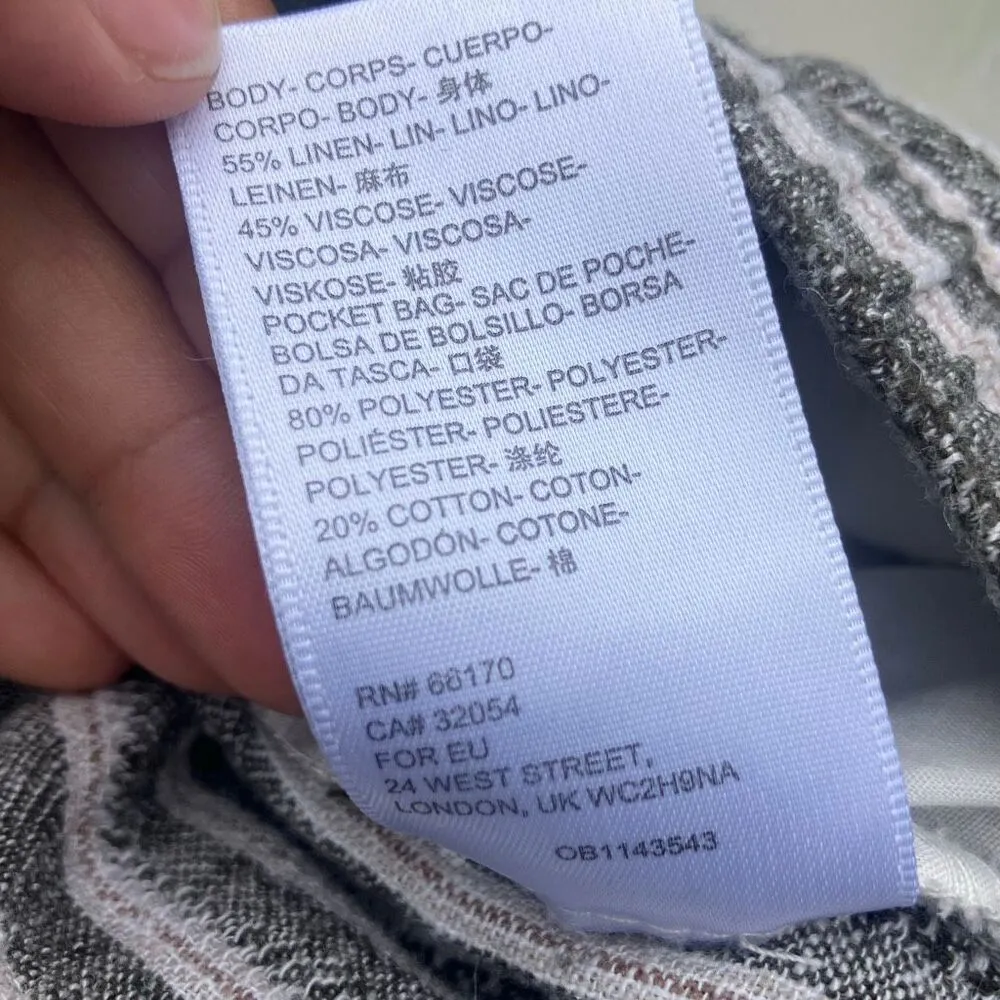 BODY- CORPS- CUERPO-
CORPO- BODY- 身体
55% LINEN- LIN- LINO- LINO-
LEINEN- 麻布
45% VISCOSE- VISCOSE-
VISCOSA- VISCOSA-
VISKOSE- 粘胶
POCKET BAG- SAC DE POCHE-
BOLSA DE BOLSILLO- BORSA
DA TASCA- 口袋
80% POLYESTER- POLYESTER-
POLIÉSTER- POLIESTERE-
POLYESTER- 涤纶
20% COTTON- COTON-
ALGODÓN- COTONE-
BAUMWOLLE- 棉
RN# 66170
CA# 32054
FOR EU
24 WEST STREET,
LONDON, UK WC2H9NA
OB1143543